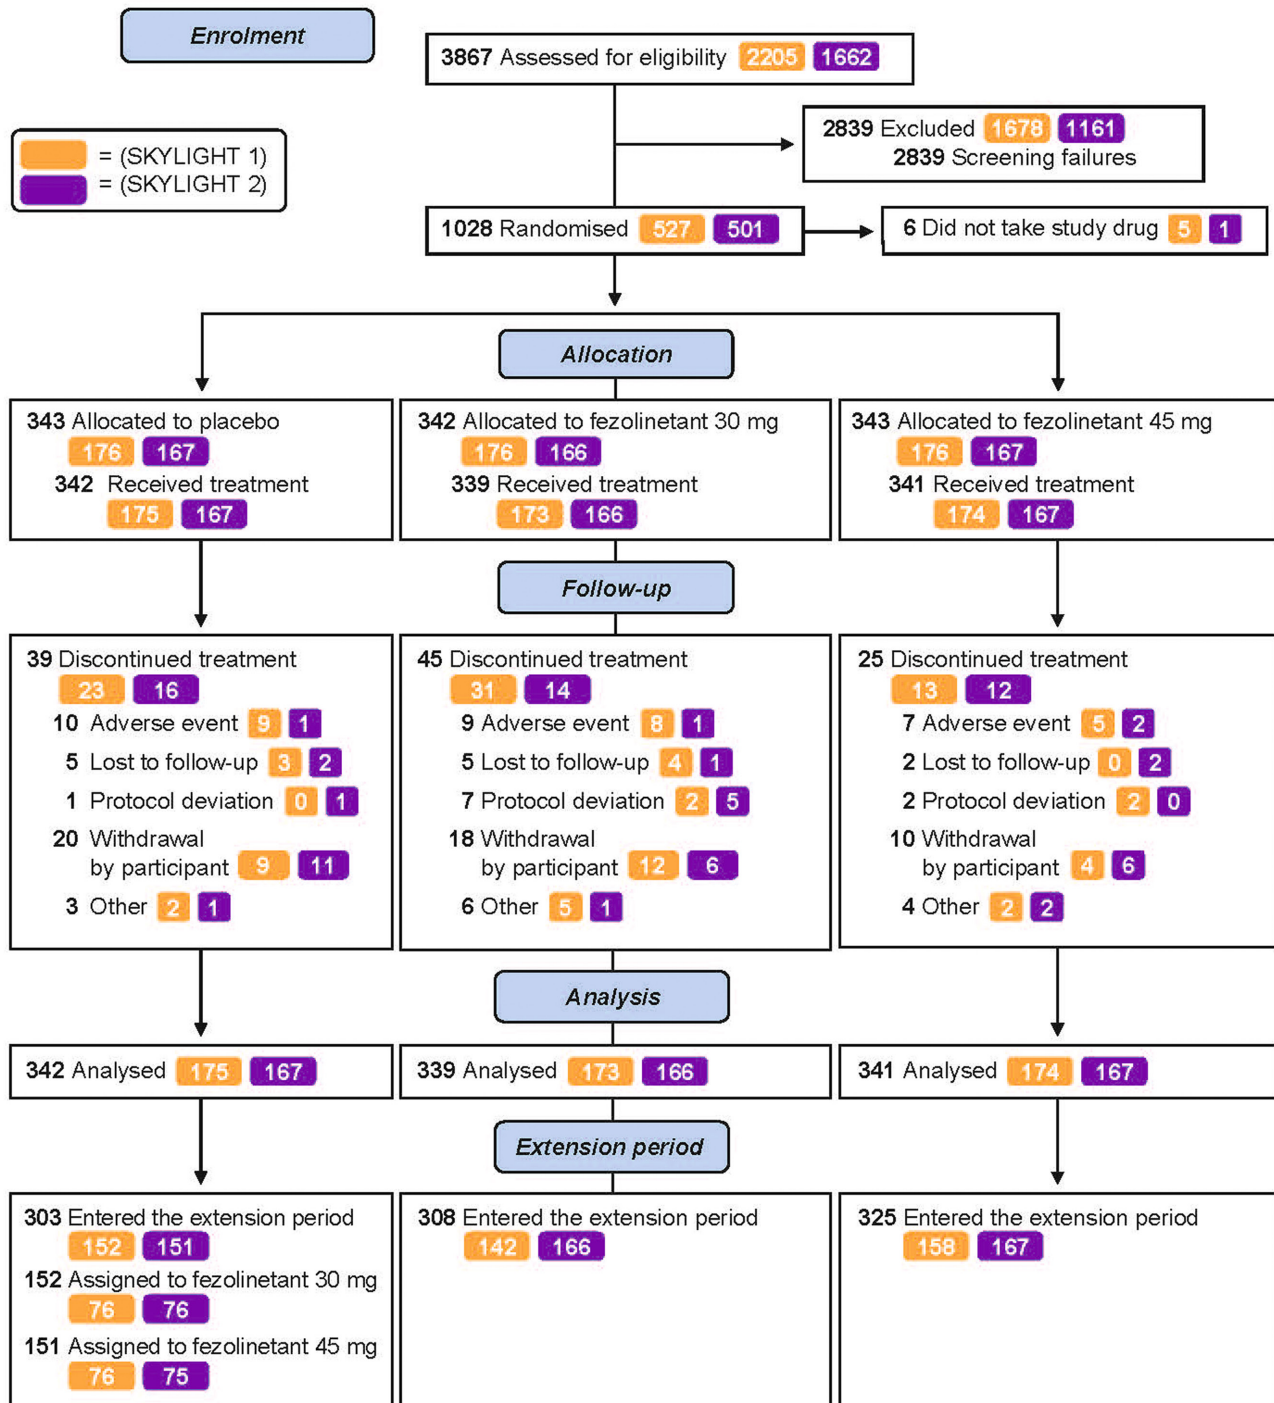 Enrolment
3867 Assessed for eligibility 2205 1662
2839 Excluded 1678 1161
2839 Screening failures
= (SKYLIGHT 1)
= (SKYLIGHT 2)
1028 Randomised 527 501
6 Did not take study drug 5 1
Allocation
343 Allocated to placebo
176 167
342 Received treatment
175 167
342 Allocated to fezolinetant 30 mg
176 166
339 Received treatment
173 166
343 Allocated to fezolinetant 45 mg
176 167
341 Received treatment
174 167
Follow-up
39 Discontinued treatment
23 16
10 Adverse event 9 1
5 Lost to follow-up 3 2
1 Protocol deviation 0 1
20 Withdrawal
by participant 9 11
3 Other 2 1
45 Discontinued treatment
31 14
9 Adverse event 8 1
5 Lost to follow-up 4 1
7 Protocol deviation 2 5
18 Withdrawal
by participant 12 6
6 Other 5 1
25 Discontinued treatment
13 12
7 Adverse event 5 2
2 Lost to follow-up 0 2
2 Protocol deviation 2 0
10 Withdrawal
by participant 4 6
4 Other 2 2
Analysis
342 Analysed 175 167
339 Analysed 173 166
341 Analysed 174 167
Extension period
303 Entered the extension period
152 151
152 Assigned to fezolinetant 30 mg
76 76
151 Assigned to fezolinetant 45 mg
76 75
308 Entered the extension period
142 166
325 Entered the extension period
158 167